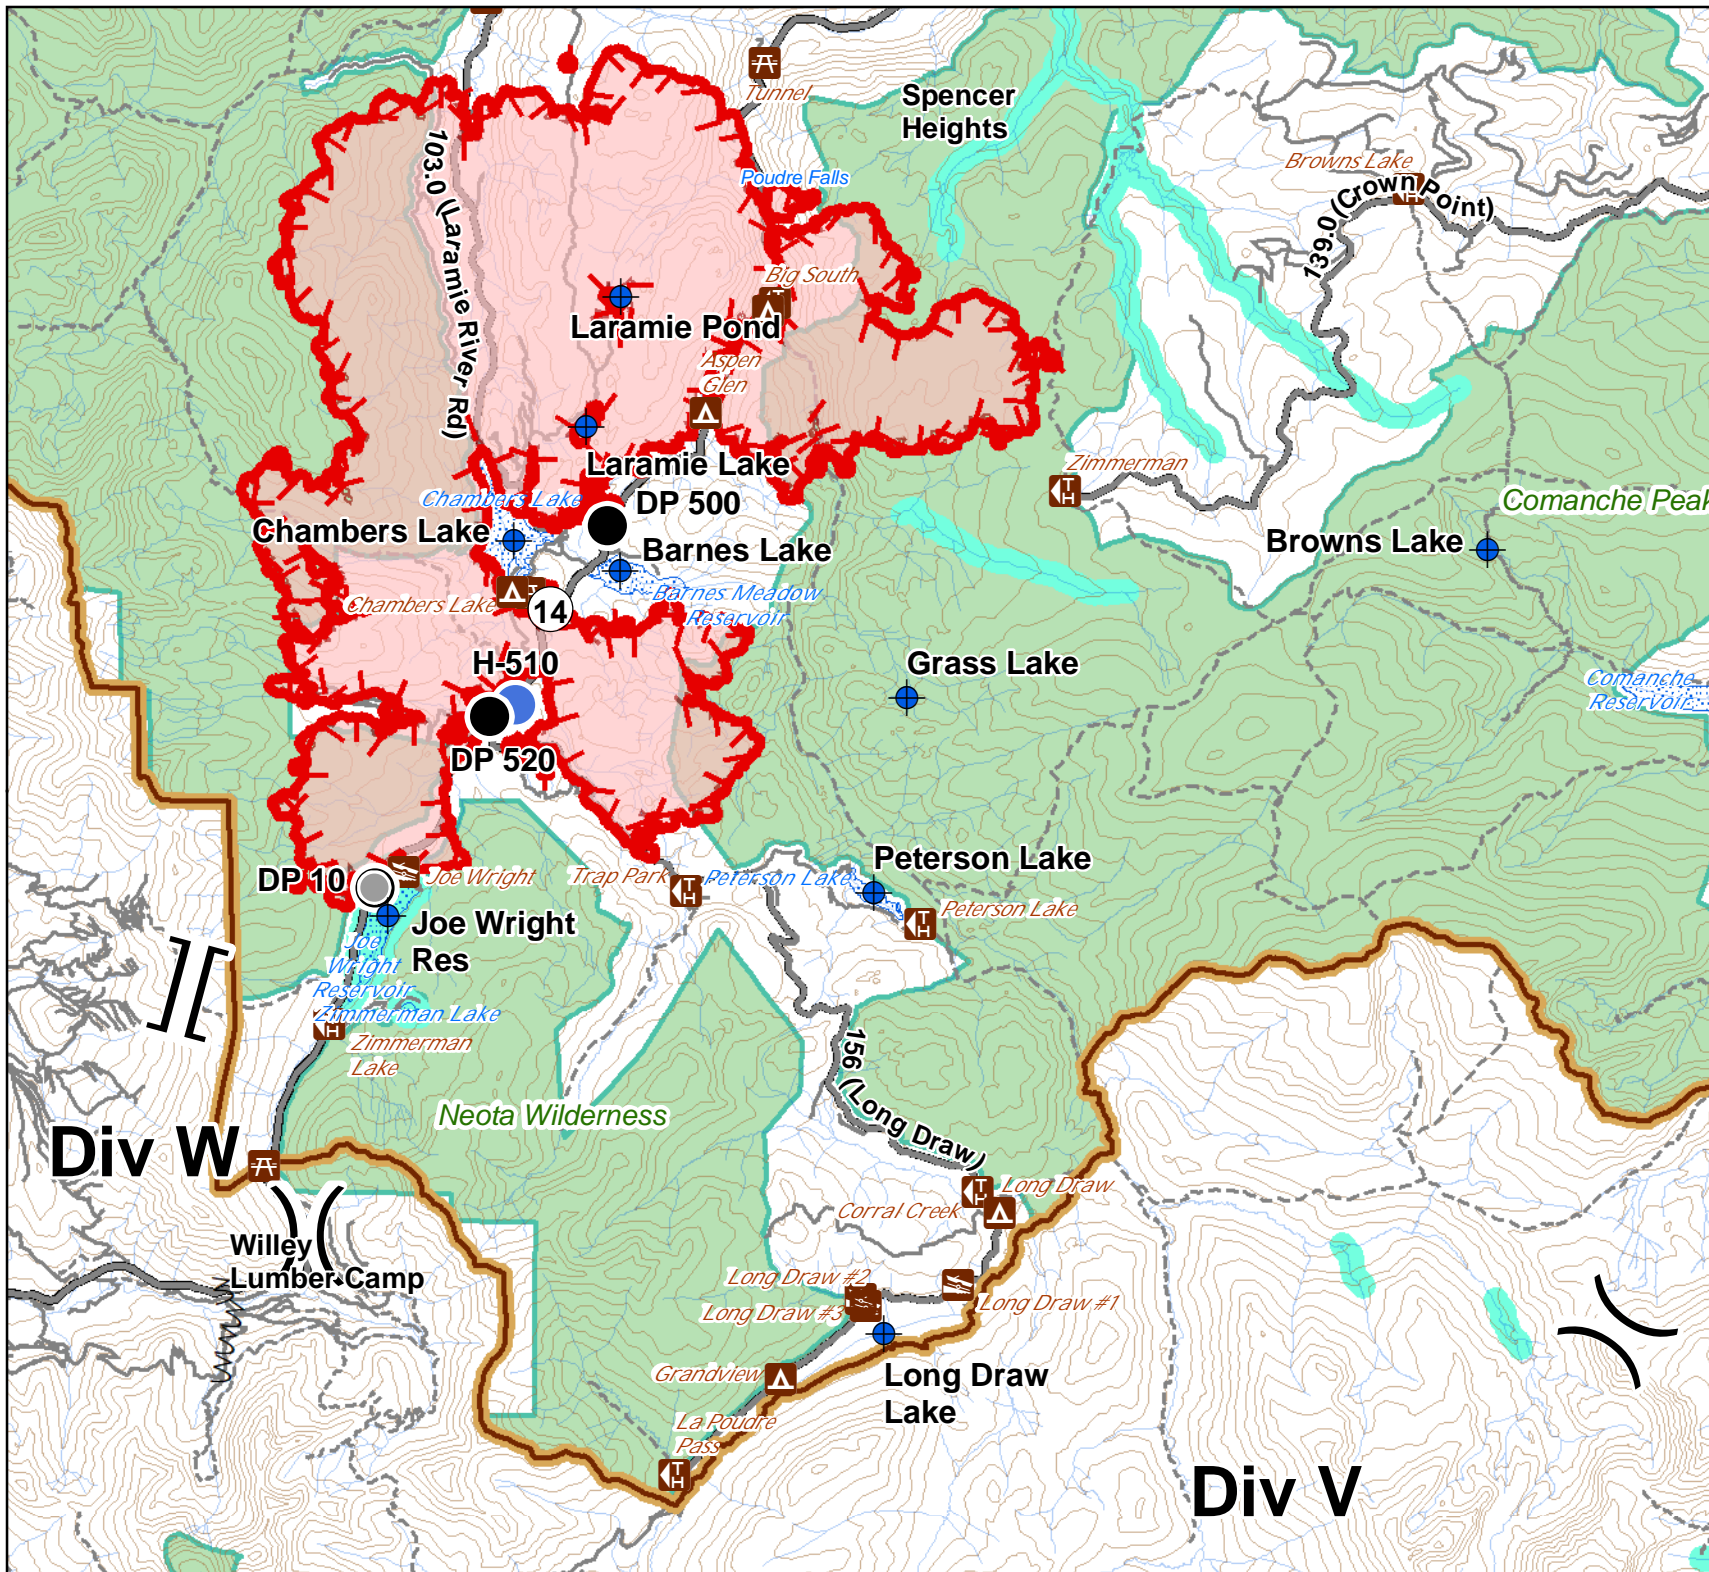 Tunnel
Spencer
Heights
Poudre Falls
Browns Lake
139.0 (Crown Point)
103.0 (Laramie River Rd)
Big South
Laramie Pond
Aspen
Glen
Laramie Lake
Zimmerman
Chambers Lake
DP 500
Comanche Peak
Chambers Lake
Barnes Lake
Browns Lake
Chambers Lake
14
Barnes Meadow
Reservoir
H-510
Grass Lake
Comanche
Reservoir
DP 520
DP 10
Joe Wright
Trap Park
Peterson Lake
Peterson Lake
Peterson Lake
Joe Wright
Res
Joe
Wright
Reservoir
Zimmerman Lake
Zimmerman
Lake
156 (Long Draw)
Neota Wilderness
Div W
Long Draw
Corral Creek
Willey
Lumber Camp
Long Draw #2
Long Draw #3
Long Draw #1
Grandview
Long Draw
Lake
La Poudre
Pass
Div V
TH
TH
TH
TH
TH